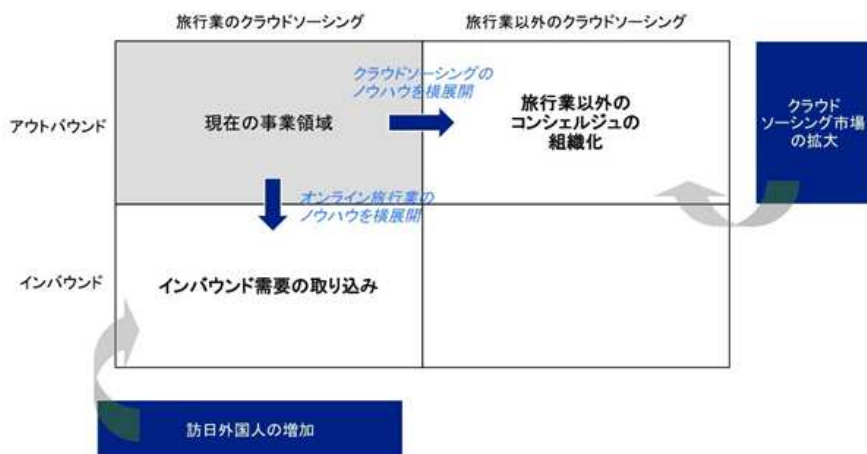 旅行業のクラウドソーシング
旅行業以外のクラウドソーシング
クラウドソーシングの
ノウハウを横展開
アウトバウンド
現在の事業領域
旅行業以外の
コンシェルジュの
組織化
クラウド
ソーシング市場
の拡大
オンライン旅行業の
ノウハウを横展開
インバウンド
インバウンド需要の取り込み
訪日外国人の増加